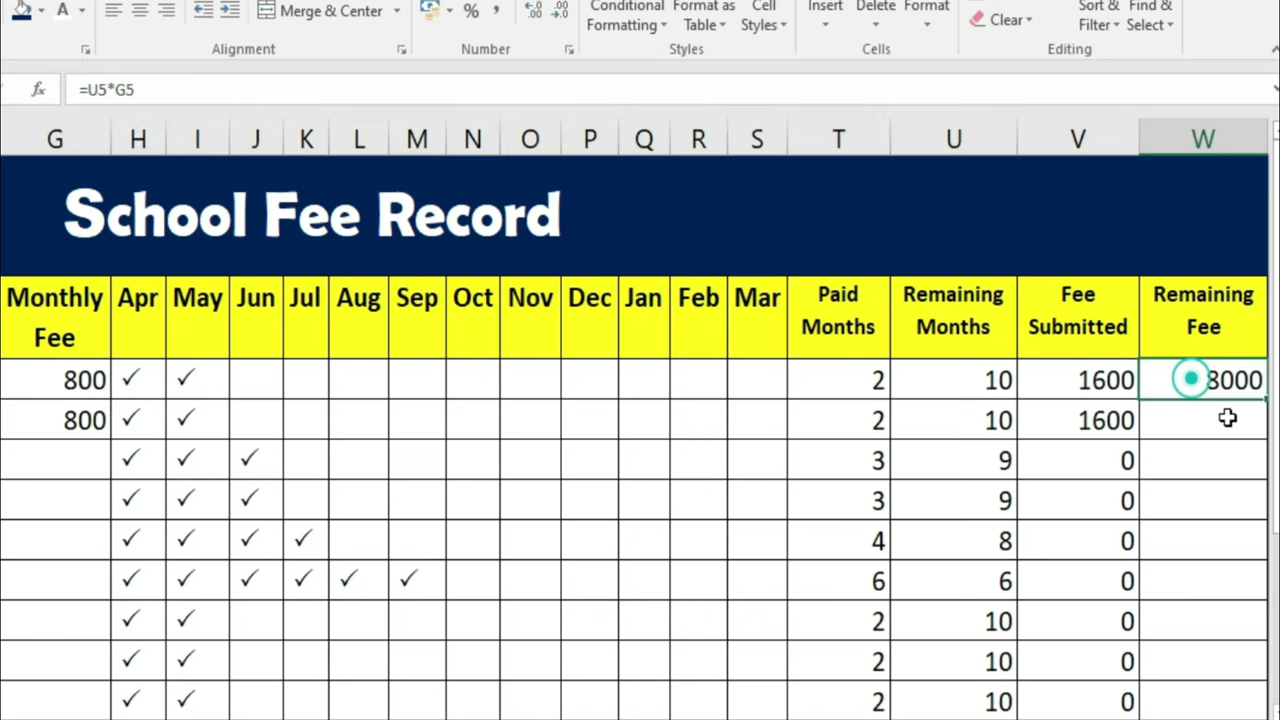 Conditional Format as Cell Insert Delete Format Sort & Find &
Merge & Center % , Formatting Table Styles Clear Filter Select
Alignment Number Styles Cells Editing
fx =U5*G5
G H I J K L M N O P Q R S T U V W
School Fee Record
Monthly Fee Apr May Jun Jul Aug Sep Oct Nov Dec Jan Feb Mar Paid Months Remaining Months Fee Submitted Remaining Fee
800 ✓ ✓ 2 10 1600 8000
800 ✓ ✓ 2 10 1600
✓ ✓ ✓ 3 9 0
✓ ✓ ✓ 3 9 0
✓ ✓ ✓ ✓ 4 8 0
✓ ✓ ✓ ✓ ✓ ✓ 6 6 0
✓ ✓ 2 10 0
✓ ✓ 2 10 0
✓ ✓ 2 10 0